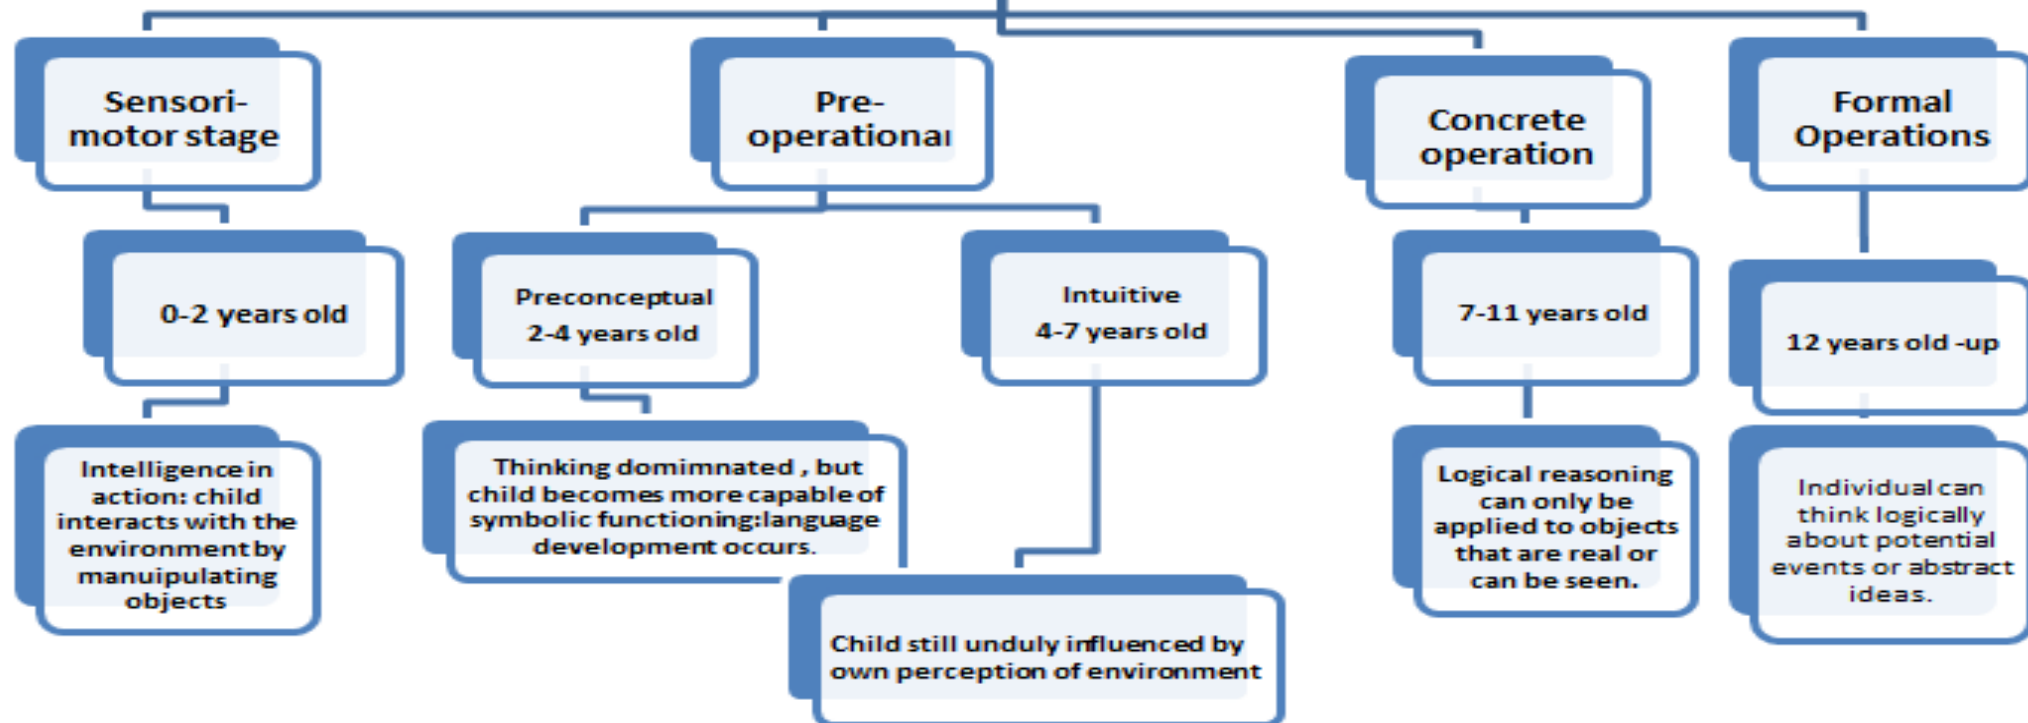 Sensori-
motor stage
Pre-
operational
Concrete
operation
Formal
Operations
0-2 years old
Preconceptual
2-4 years old
Intuitive
4-7 years old
7-11 years old
12 years old -up
Intelligence in
action: child
interacts with the
environment by
manuipulating
objects
Thinking domimnated , but
child becomes more capable of
symbolic functioning:language
development occurs.
Child still unduly influenced by
own perception of environment
Logical reasoning
can only be
applied to objects
that are real or
can be seen.
Individual can
think logically
about potential
events or abstract
ideas.